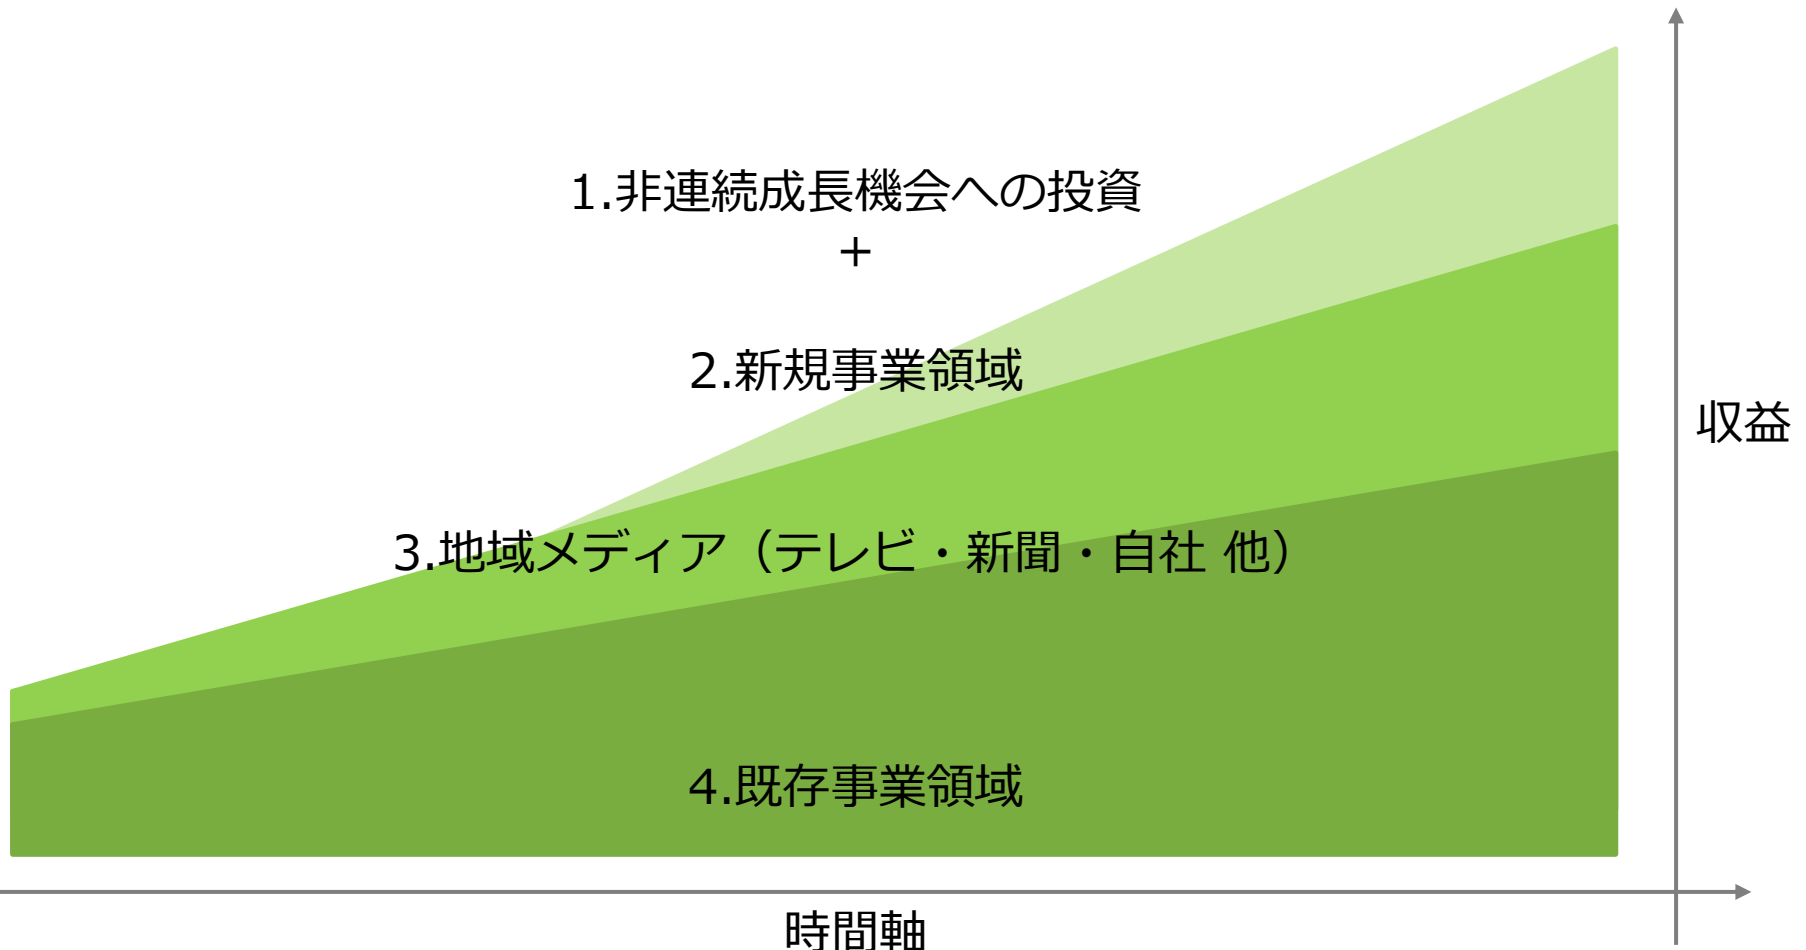 1.非連続成長機会への投資
+
2.新規事業領域
収益
3.地域メディア（テレビ・新聞・自社 他）
4.既存事業領域
時間軸